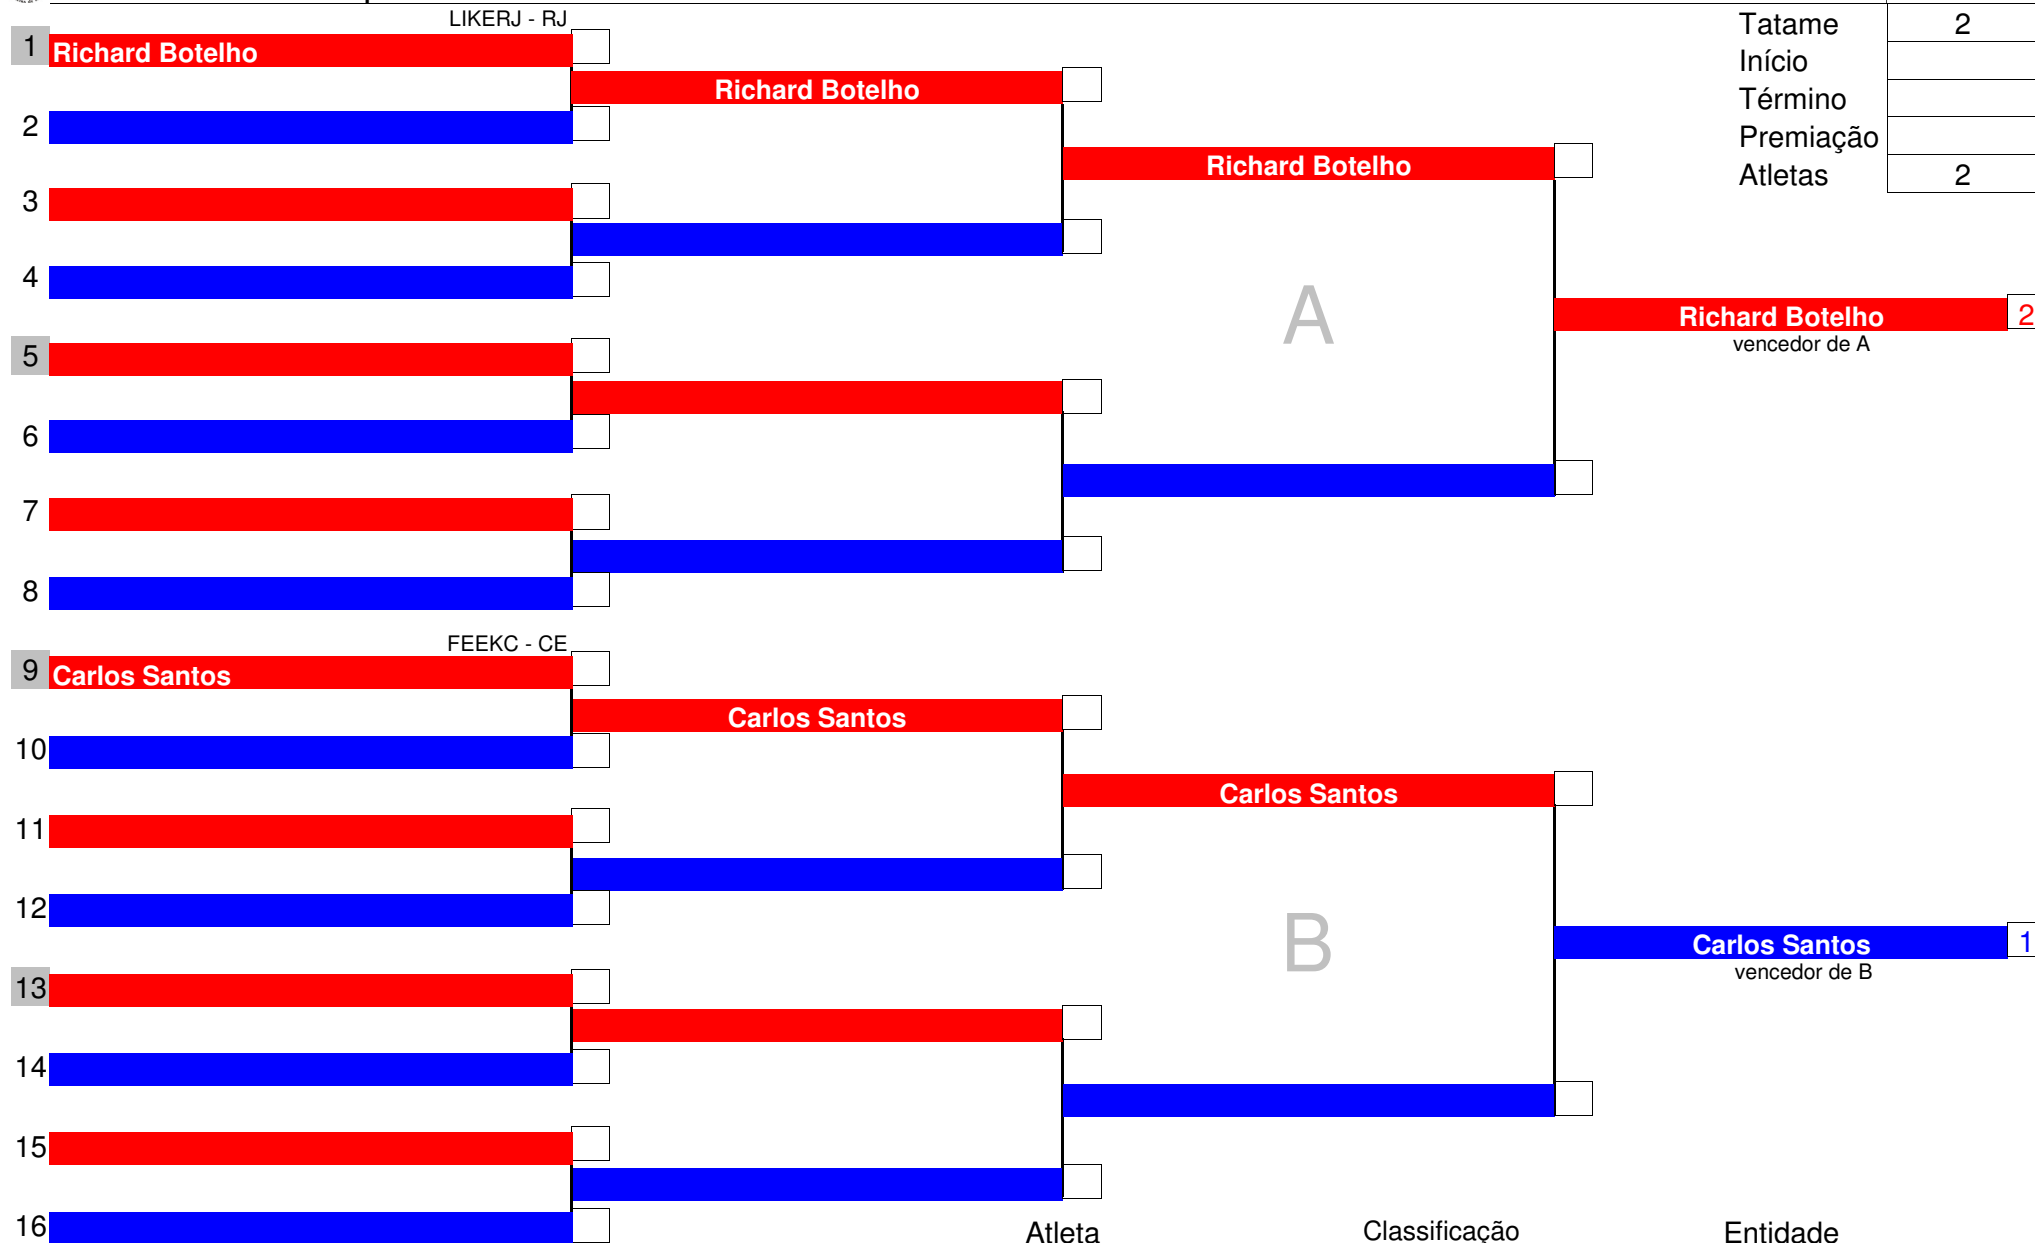 LIKERJ - RJ
Tatame 2
1 Richard Botelho
Início
Richard Botelho
Término
2
Premiação
Richard Botelho
Atletas 2
3
4
A
Richard Botelho 2
vencedor de A
5
6
7
8
FEEKC - CE
9 Carlos Santos
Carlos Santos
10
Carlos Santos
11
12
B
Carlos Santos 1
vencedor de B
13
14
15
16
Atleta Classificação Entidade